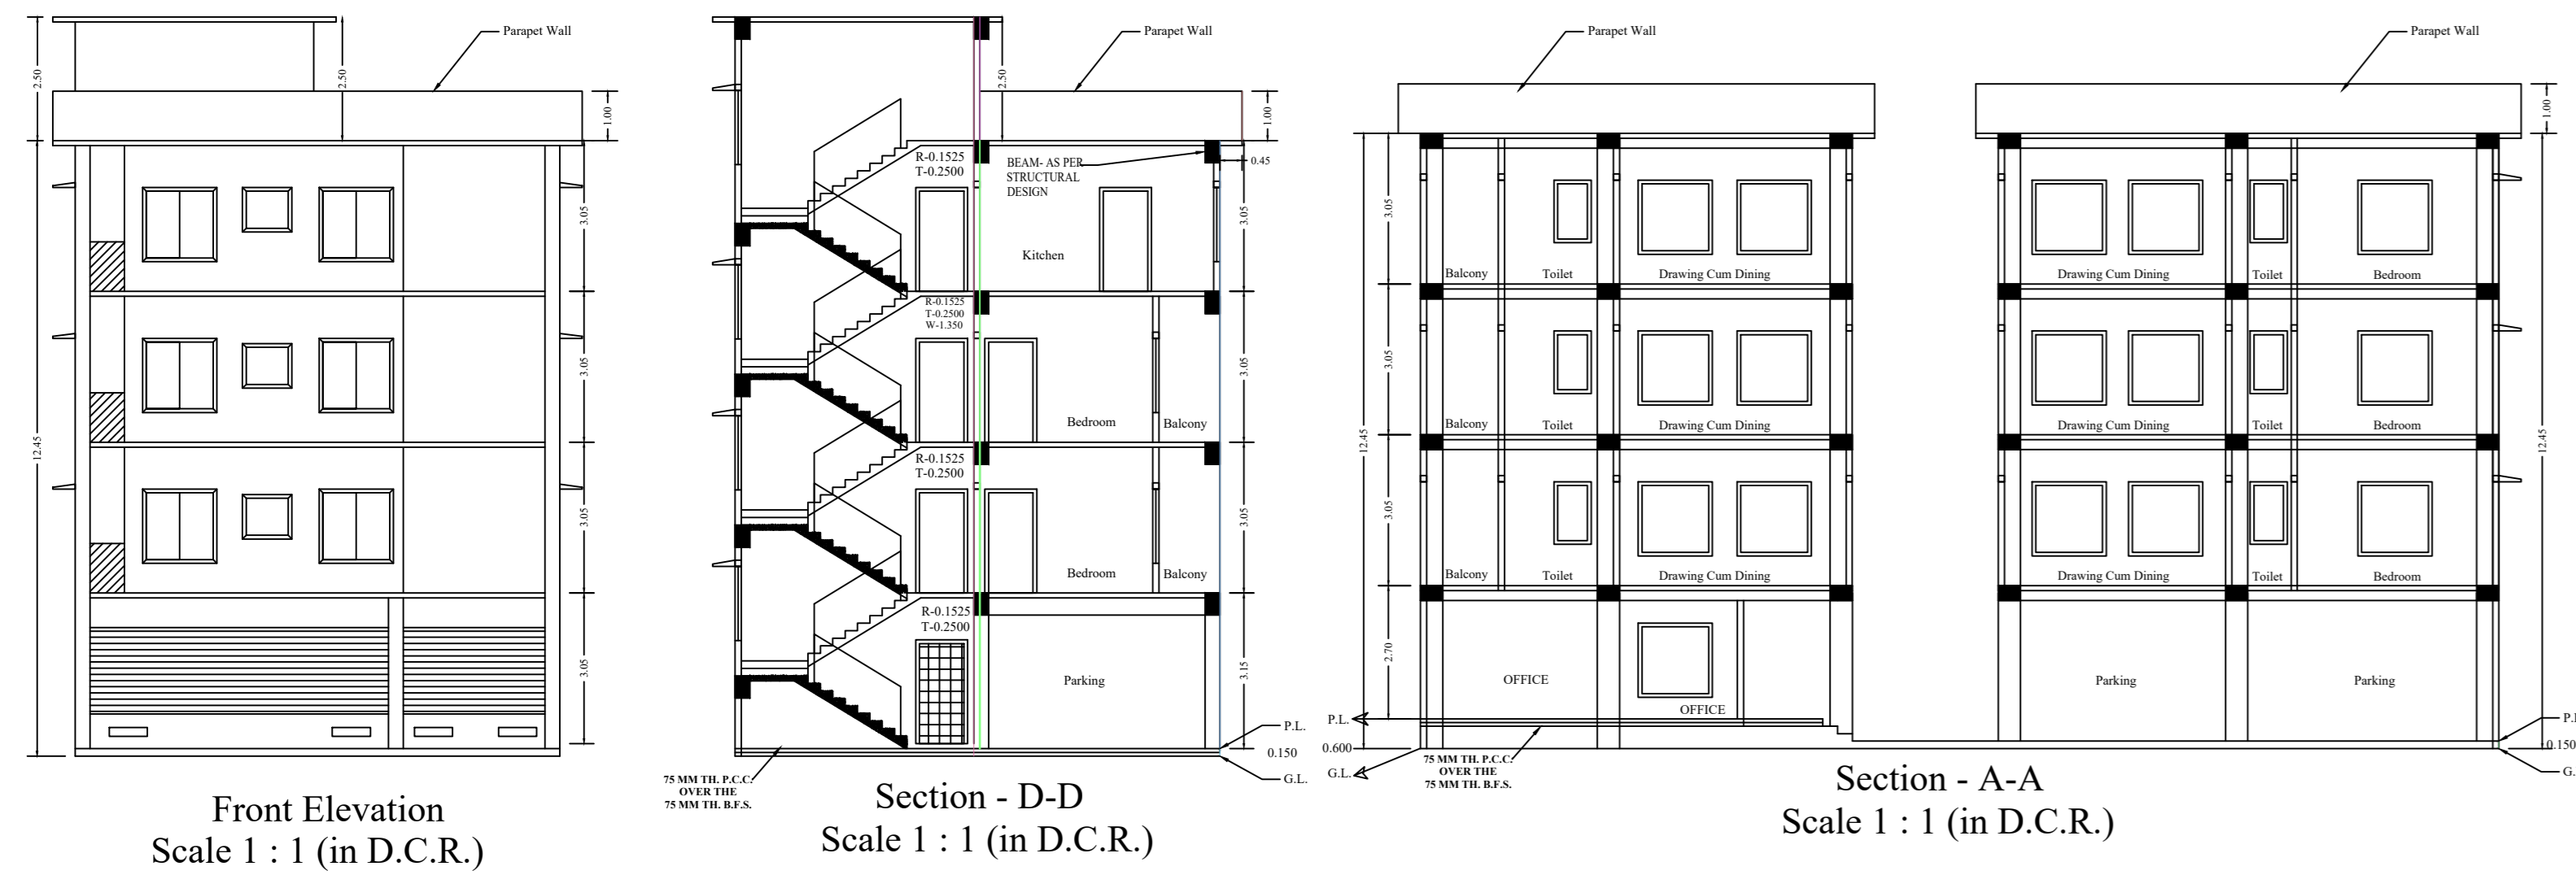 Parapet Wall
2.50
2.50
1.00
12.45
3.05
3.05
3.05
3.05
Front Elevation
Scale 1 : 1 (in D.C.R.)
Parapet Wall
2.50
1.00
R-0.1525
T-0.2500
BEAM- AS PER
STRUCTURAL
DESIGN
0.45
3.05
Kitchen
R-0.1525
T-0.2500
W-1.350
3.05
Bedroom
Balcony
R-0.1525
T-0.2500
3.05
Bedroom
Balcony
R-0.1525
T-0.2500
3.15
Parking
P.L.
0.150
G.L.
75 MM TH. P.C.C.
OVER THE
75 MM TH. B.F.S.
Section - D-D
Scale 1 : 1 (in D.C.R.)
Parapet Wall
Parapet Wall
1.00
12.45
3.05
Balcony
Toilet
Drawing Cum Dining
Drawing Cum Dining
Toilet
Bedroom
3.05
Balcony
Toilet
Drawing Cum Dining
Drawing Cum Dining
Toilet
Bedroom
12.45
3.05
Balcony
Toilet
Drawing Cum Dining
Drawing Cum Dining
Toilet
Bedroom
2.70
OFFICE
OFFICE
Parking
Parking
P.L.
0.600
G.L.
75 MM TH. P.C.C.
OVER THE
75 MM TH. B.F.S.
0.150
Section - A-A
Scale 1 : 1 (in D.C.R.)